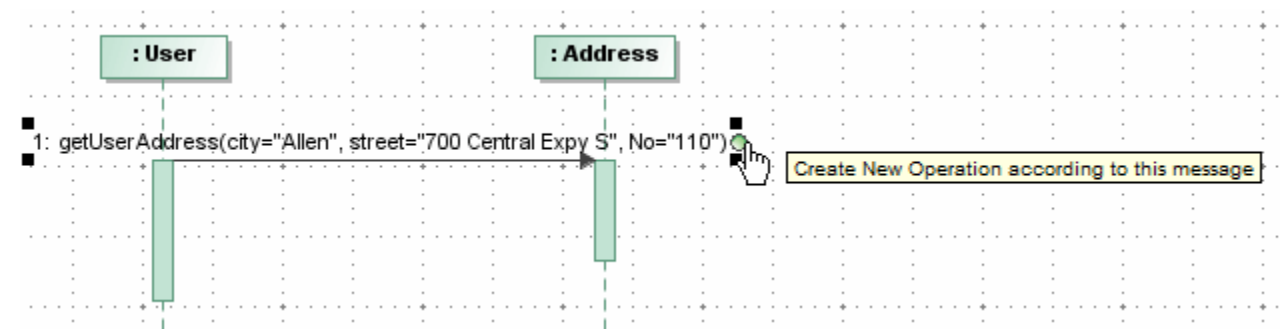 : User
: Address
1: getUserAddress(city="Allen", street="700 Central Expy S", No="110")
Create New Operation according to this message